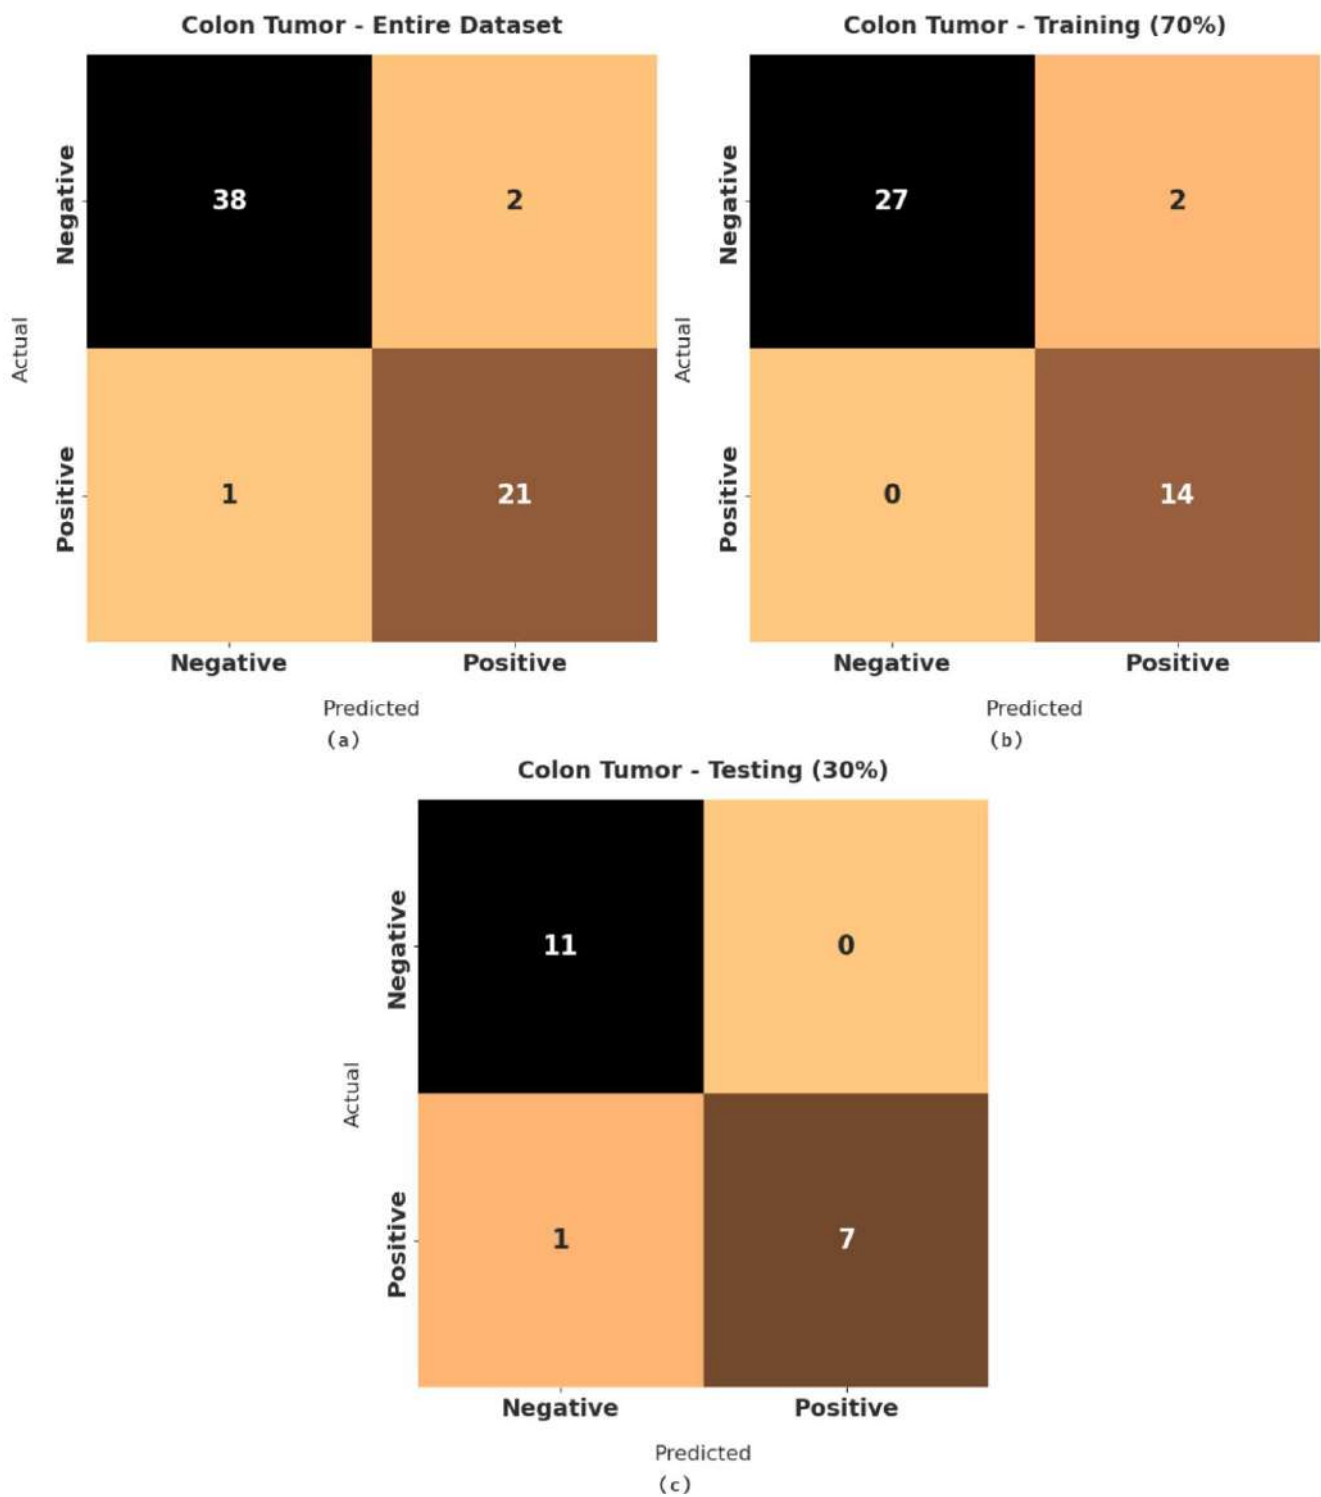 Colon Tumor - Entire Dataset
Actual
Negative
38
2
Positive
1
21
Negative Positive
Predicted
(a)
Colon Tumor - Training (70%)
Actual
Negative
27
2
Positive
0
14
Negative Positive
Predicted
(b)
Colon Tumor - Testing (30%)
Actual
Negative
11
0
Positive
1
7
Negative Positive
Predicted
(c)